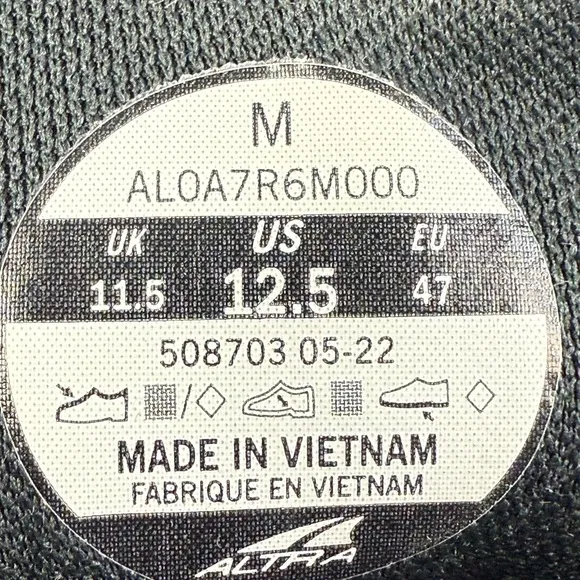 M
AL0A7R6M000
UK US EU
11.5 12.5 47
508703 05-22
/
MADE IN VIETNAM
FABRIQUE EN VIETNAM
ALTRA